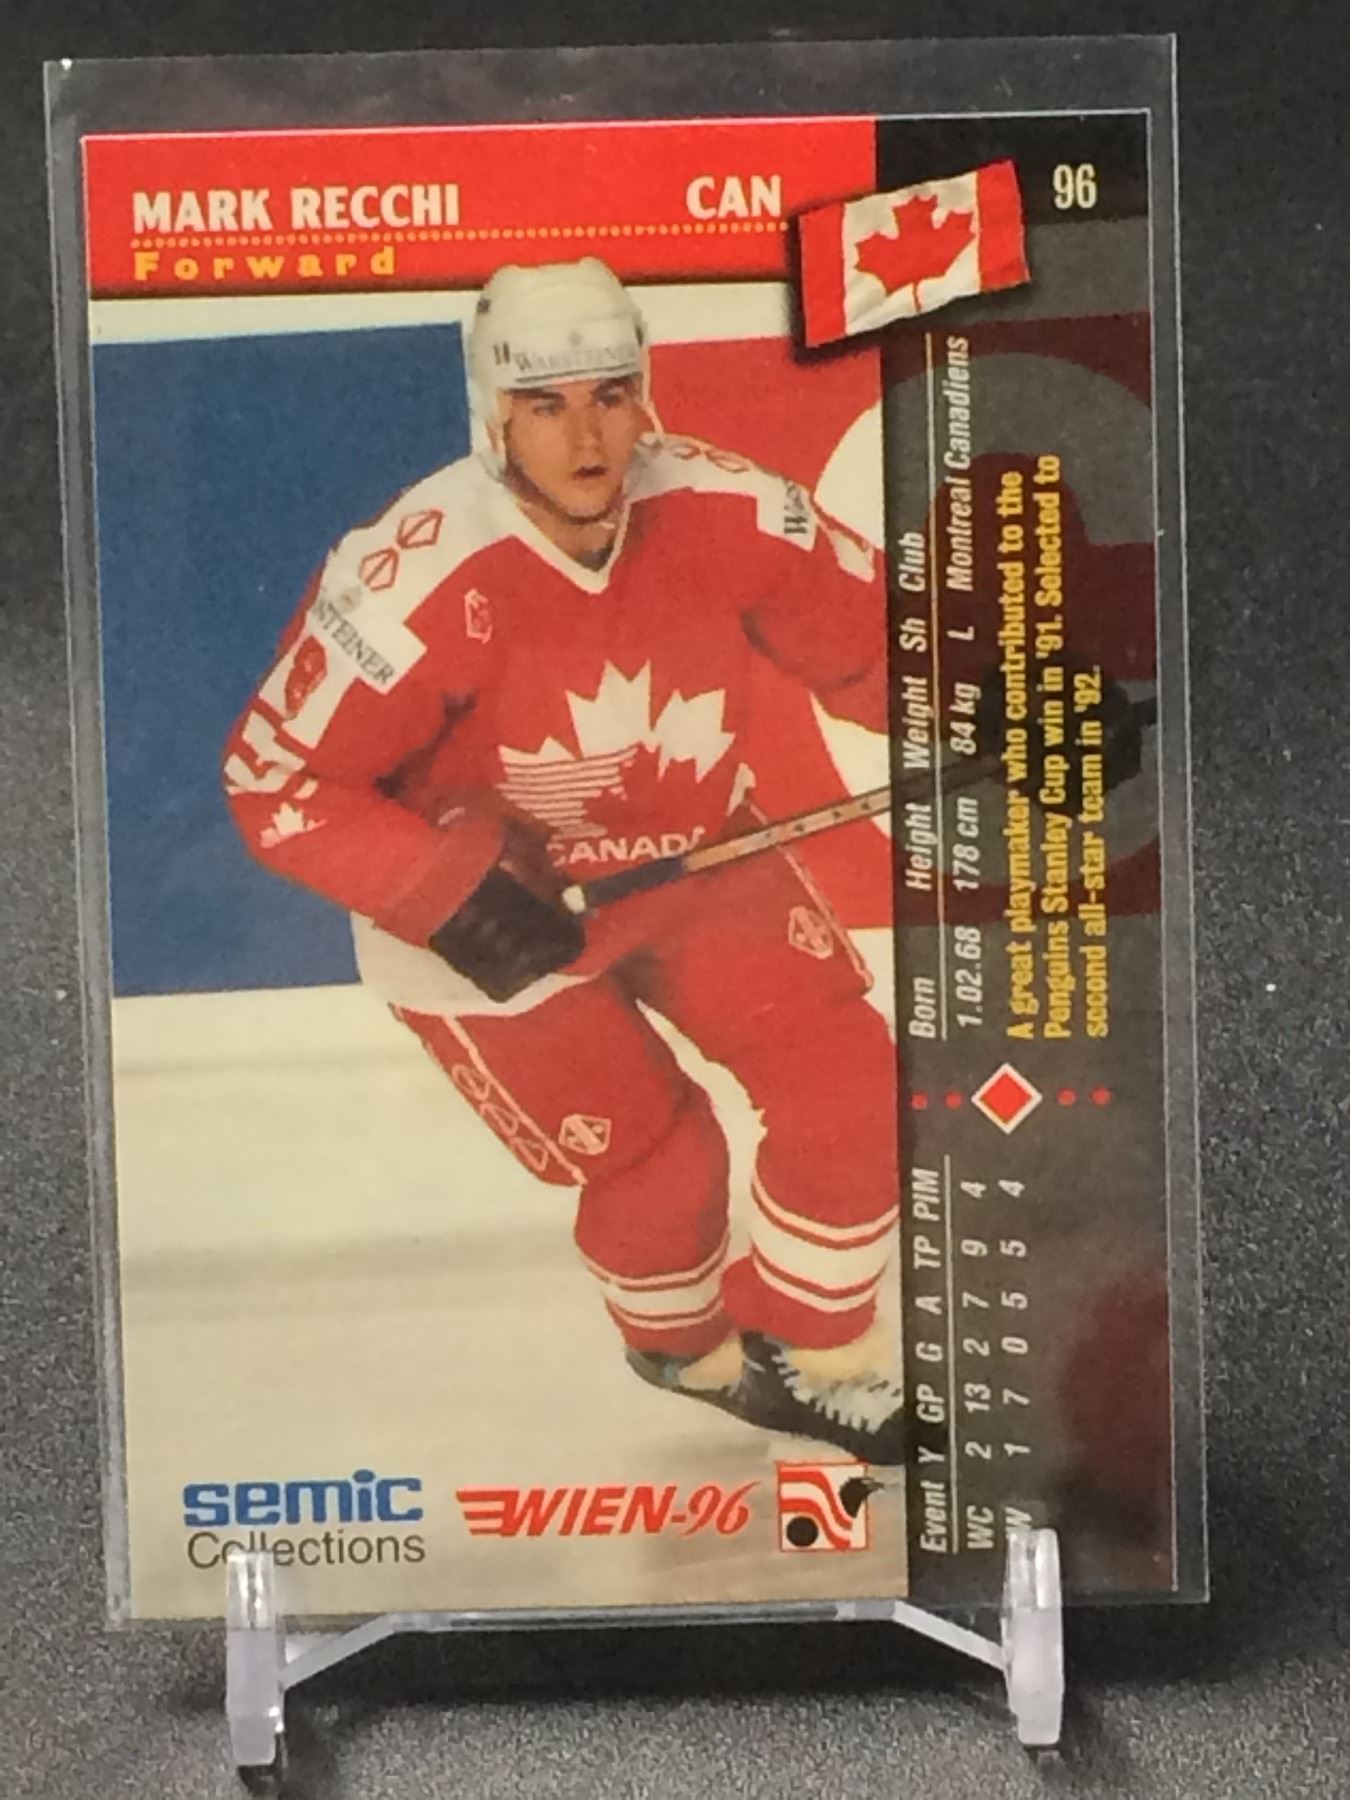 MARK RECCHI CAN
Forward
96
WARSTEINER
NSTEINER
CANADA
Born Height Weight Sh Club
1.02.68 178 cm 84 kg L Montreal Canadiens
A great playmaker who contributed to the
Penguins Stanley Cup win in '91. Selected to
second all-star team in '92.
Event Y GP G A TP PIM
WC 2 13 2 7 9 4
1 7 0 5 5 4
semic
Collections
WIEN-96